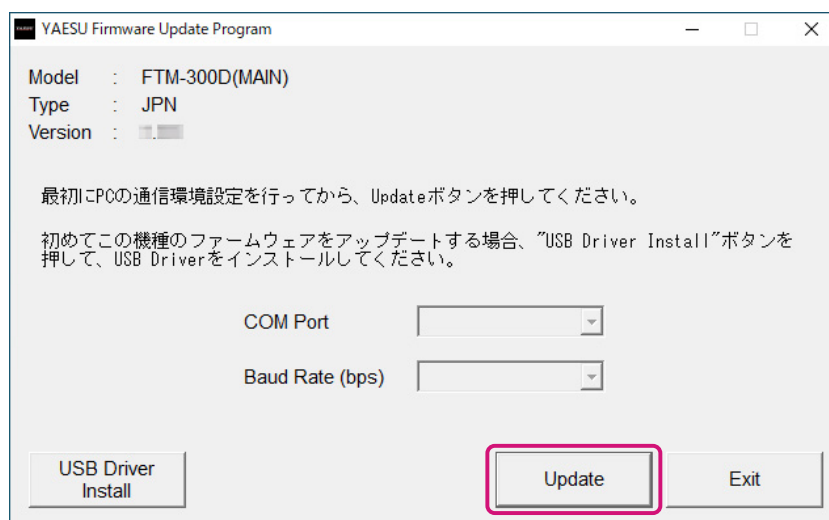 YAESU Firmware Update Program
Model : FTM-300D(MAIN)
Type : JPN
Version :
最初にPCの通信環境設定を行ってから、Updateボタンを押してください。
初めてこの機種のファームウェアをアップデートする場合、"USB Driver Install"ボタンを
押して、USB Driverをインストールしてください。
COM Port
Baud Rate (bps)
USB Driver
Install
Update
Exit